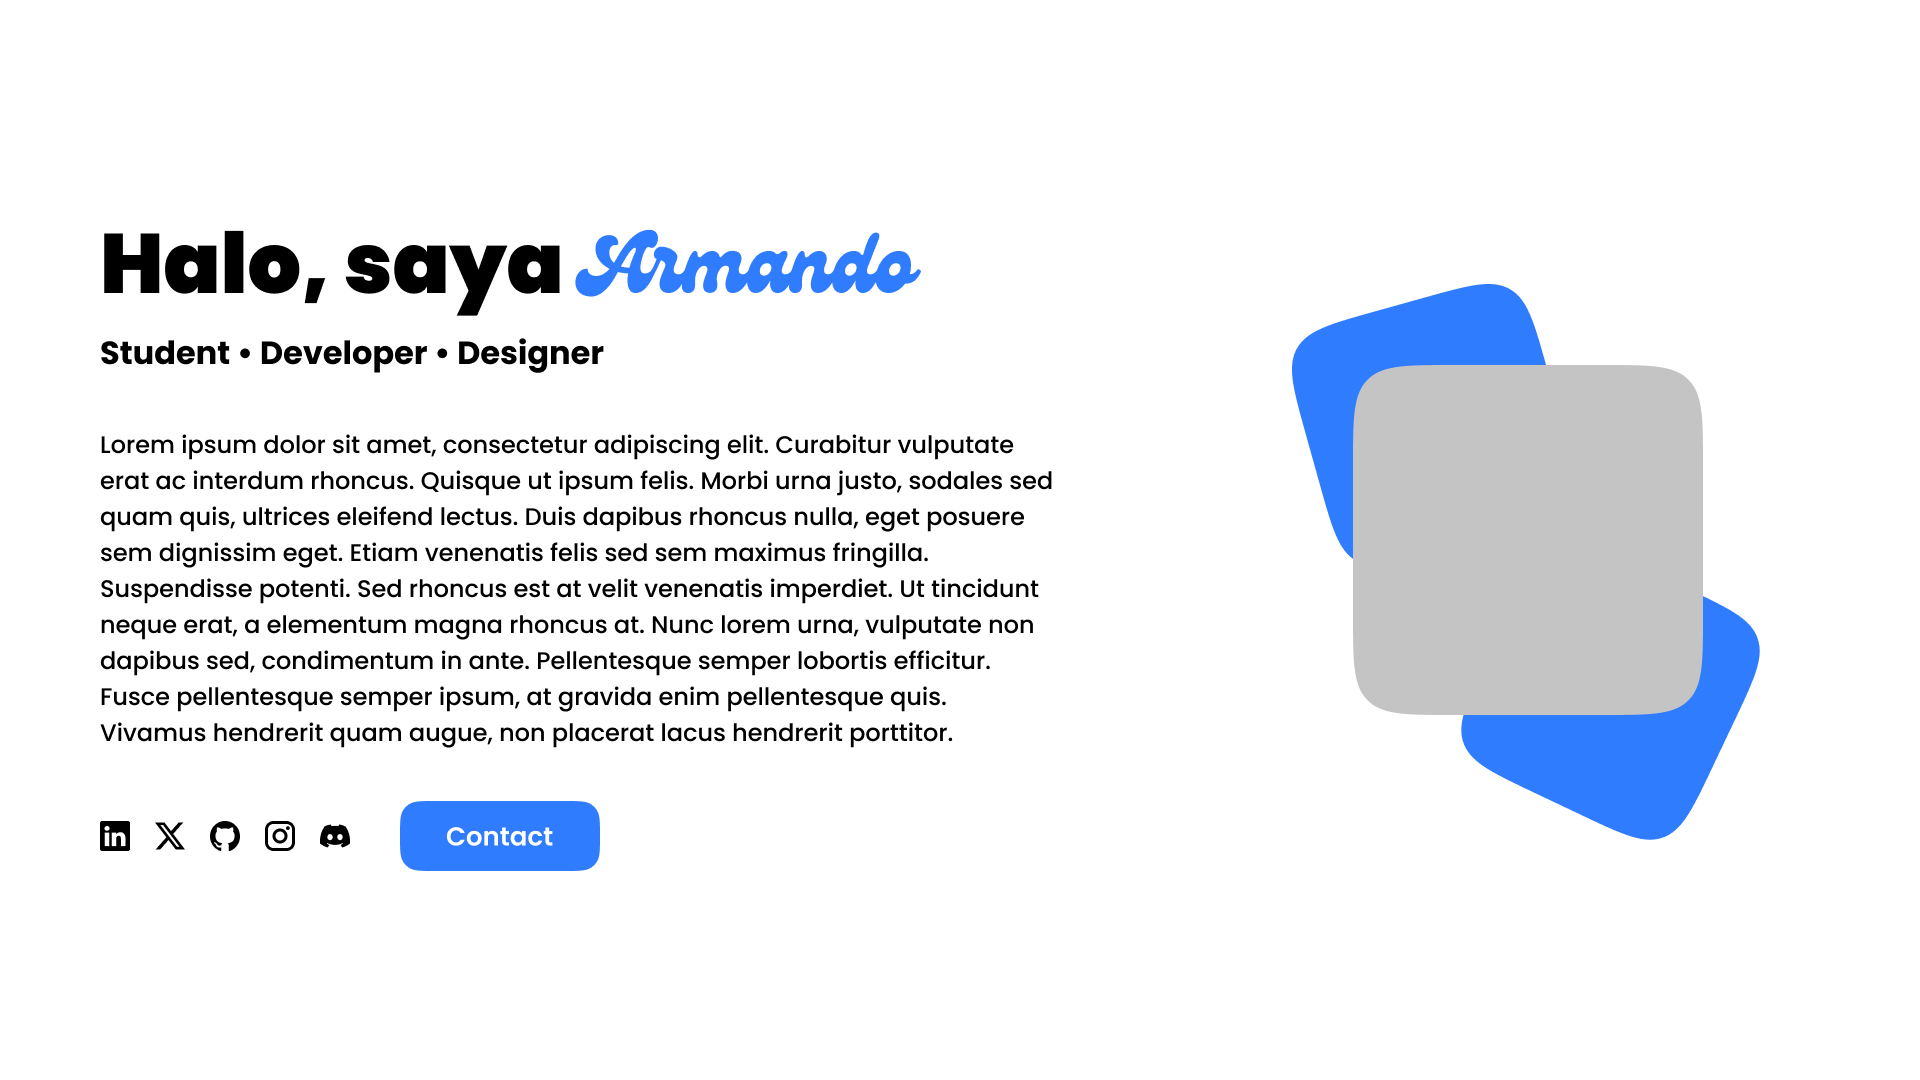 Halo, saya Armando
Student • Developer • Designer
Lorem ipsum dolor sit amet, consectetur adipiscing elit. Curabitur vulputate
erat ac interdum rhoncus. Quisque ut ipsum felis. Morbi urna justo, sodales sed
quam quis, ultrices eleifend lectus. Duis dapibus rhoncus nulla, eget posuere
sem dignissim eget. Etiam venenatis felis sed sem maximus fringilla.
Suspendisse potenti. Sed rhoncus est at velit venenatis imperdiet. Ut tincidunt
neque erat, a elementum magna rhoncus at. Nunc lorem urna, vulputate non
dapibus sed, condimentum in ante. Pellentesque semper lobortis efficitur.
Fusce pellentesque semper ipsum, at gravida enim pellentesque quis.
Vivamus hendrerit quam augue, non placerat lacus hendrerit porttitor.
Contact